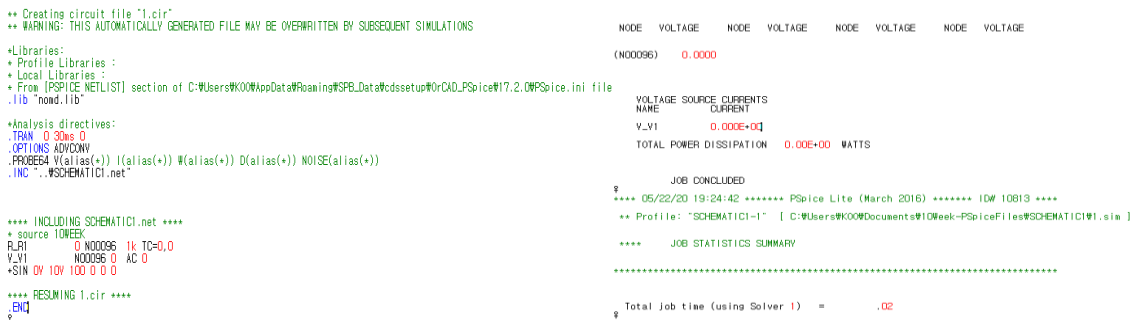 ** Creating circuit file "1.cir"
** WARNING: THIS AUTOMATICALLY GENERATED FILE MAY BE OVERWRITTEN BY SUBSEQUENT SIMULATIONS
*Libraries:
* Profile Libraries :
* Local Libraries :
* From [PSPICE NETLIST] section of C:₩Users₩KOO₩AppData₩Roaming₩SPB_Data₩cdssetup₩OrCAD_PSpice₩17.2.0₩PSpice.ini file
.lib "nomd.lib"
*Analysis directives:
.TRAN 0 30ms 0
.OPTIONS ADVCONV
.PROBE64 V(alias(*)) I(alias(*)) W(alias(*)) D(alias(*)) NOISE(alias(*))
.INC "..₩SCHEMATIC1.net"
**** INCLUDING SCHEMATIC1.net ****
* source 10WEEK
R_R1 0 N00096 1k TC=0,0
V_V1 N00096 0 AC 0
+SIN 0V 10V 100 0 0 0
**** RESUMING 1.cir ****
.END
NODE VOLTAGE NODE VOLTAGE NODE VOLTAGE NODE VOLTAGE
(N00096) 0.0000
VOLTAGE SOURCE CURRENTS
NAME CURRENT
V_V1 0.000E+00
TOTAL POWER DISSIPATION 0.00E+00 WATTS
JOB CONCLUDED
**** 05/22/20 19:24:42 ******* PSpice Lite (March 2016) ******* ID# 10813 ****
** Profile: "SCHEMATIC1-1" [ C:₩Users₩KOO₩Documents₩10Week-PSpiceFiles₩SCHEMATIC1₩1.sim ]
**** JOB STATISTICS SUMMARY
******************************************************************************
Total job time (using Solver 1) = .02